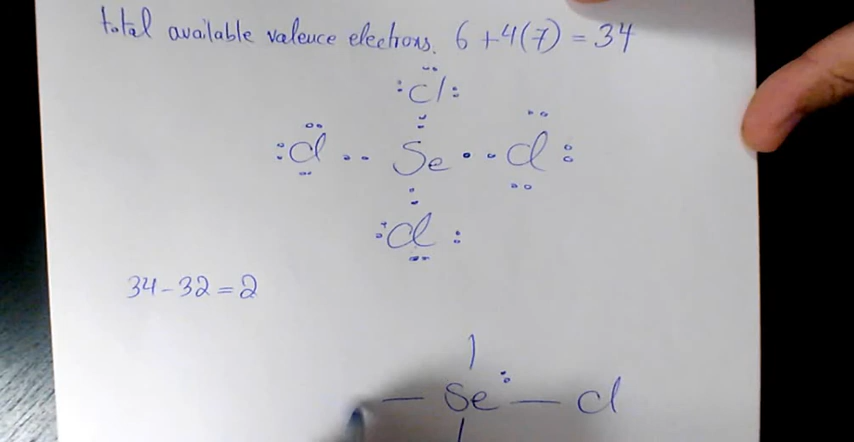 total available valence electrons. 6 + 4(7) = 34
:Cl:
:Cl ·· Se ·· Cl:
:Cl:
34 - 32 = 2
— Se — Cl